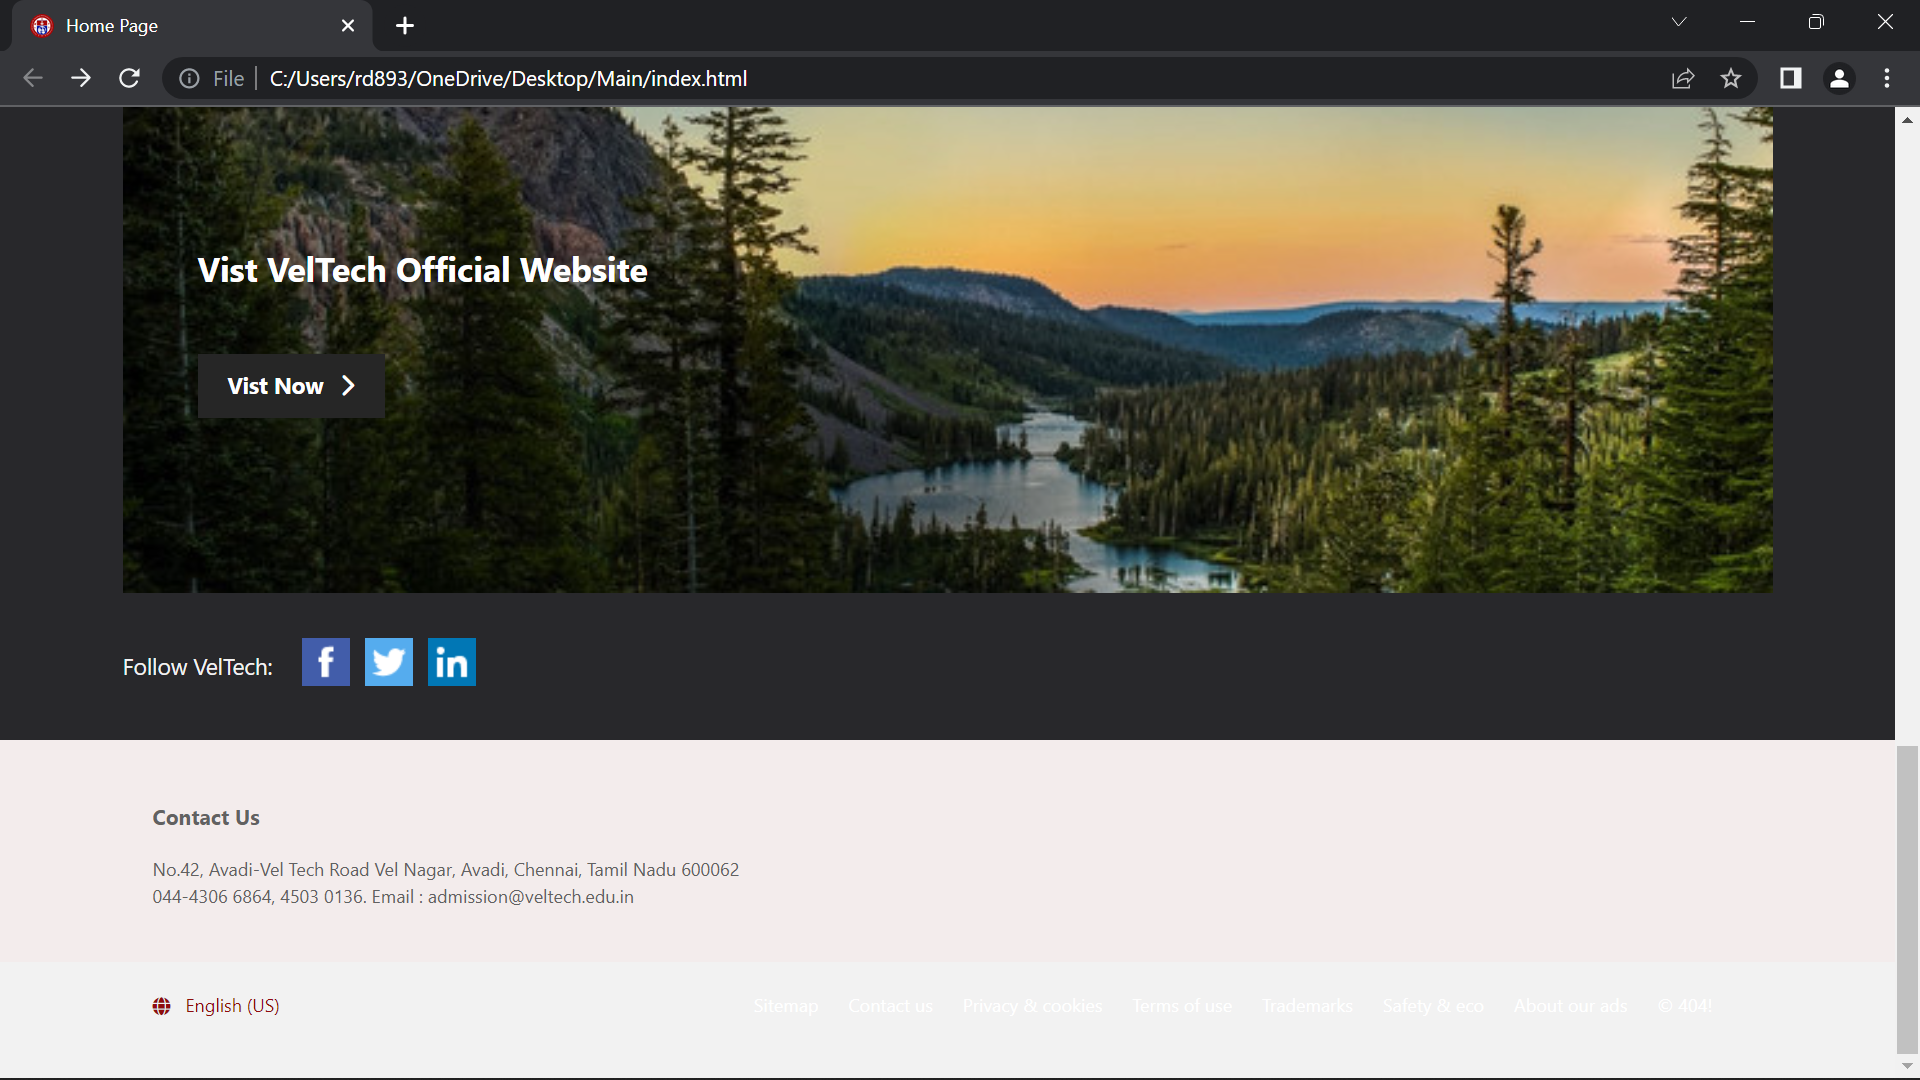 Home Page
File C:/Users/rd893/OneDrive/Desktop/Main/index.html
Vist VelTech Official Website
Vist Now
Follow VelTech:
f
in
Contact Us
No.42, Avadi-Vel Tech Road Vel Nagar, Avadi, Chennai, Tamil Nadu 600062
044-4306 6864, 4503 0136. Email : admission@veltech.edu.in
English (US) Sitemap Contact us Privacy & cookies Terms of use Trademarks Safety & eco About our ads © 404!